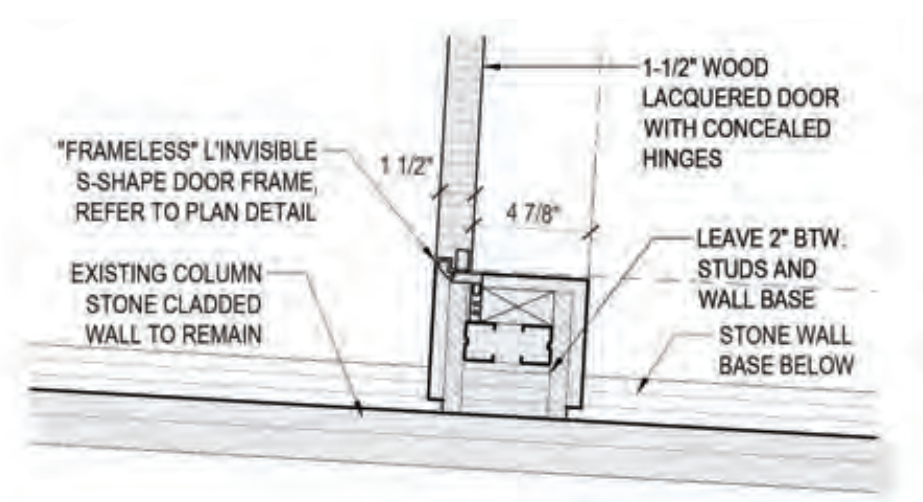 1-1/2" WOOD
LACQUERED DOOR
WITH CONCEALED
HINGES
"FRAMELESS" L'INVISIBLE
S-SHAPE DOOR FRAME,
REFER TO PLAN DETAIL
1 1/2"
4 7/8"
LEAVE 2" BTW.
STUDS AND
WALL BASE
EXISTING COLUMN
STONE CLADDED
WALL TO REMAIN
STONE WALL
BASE BELOW